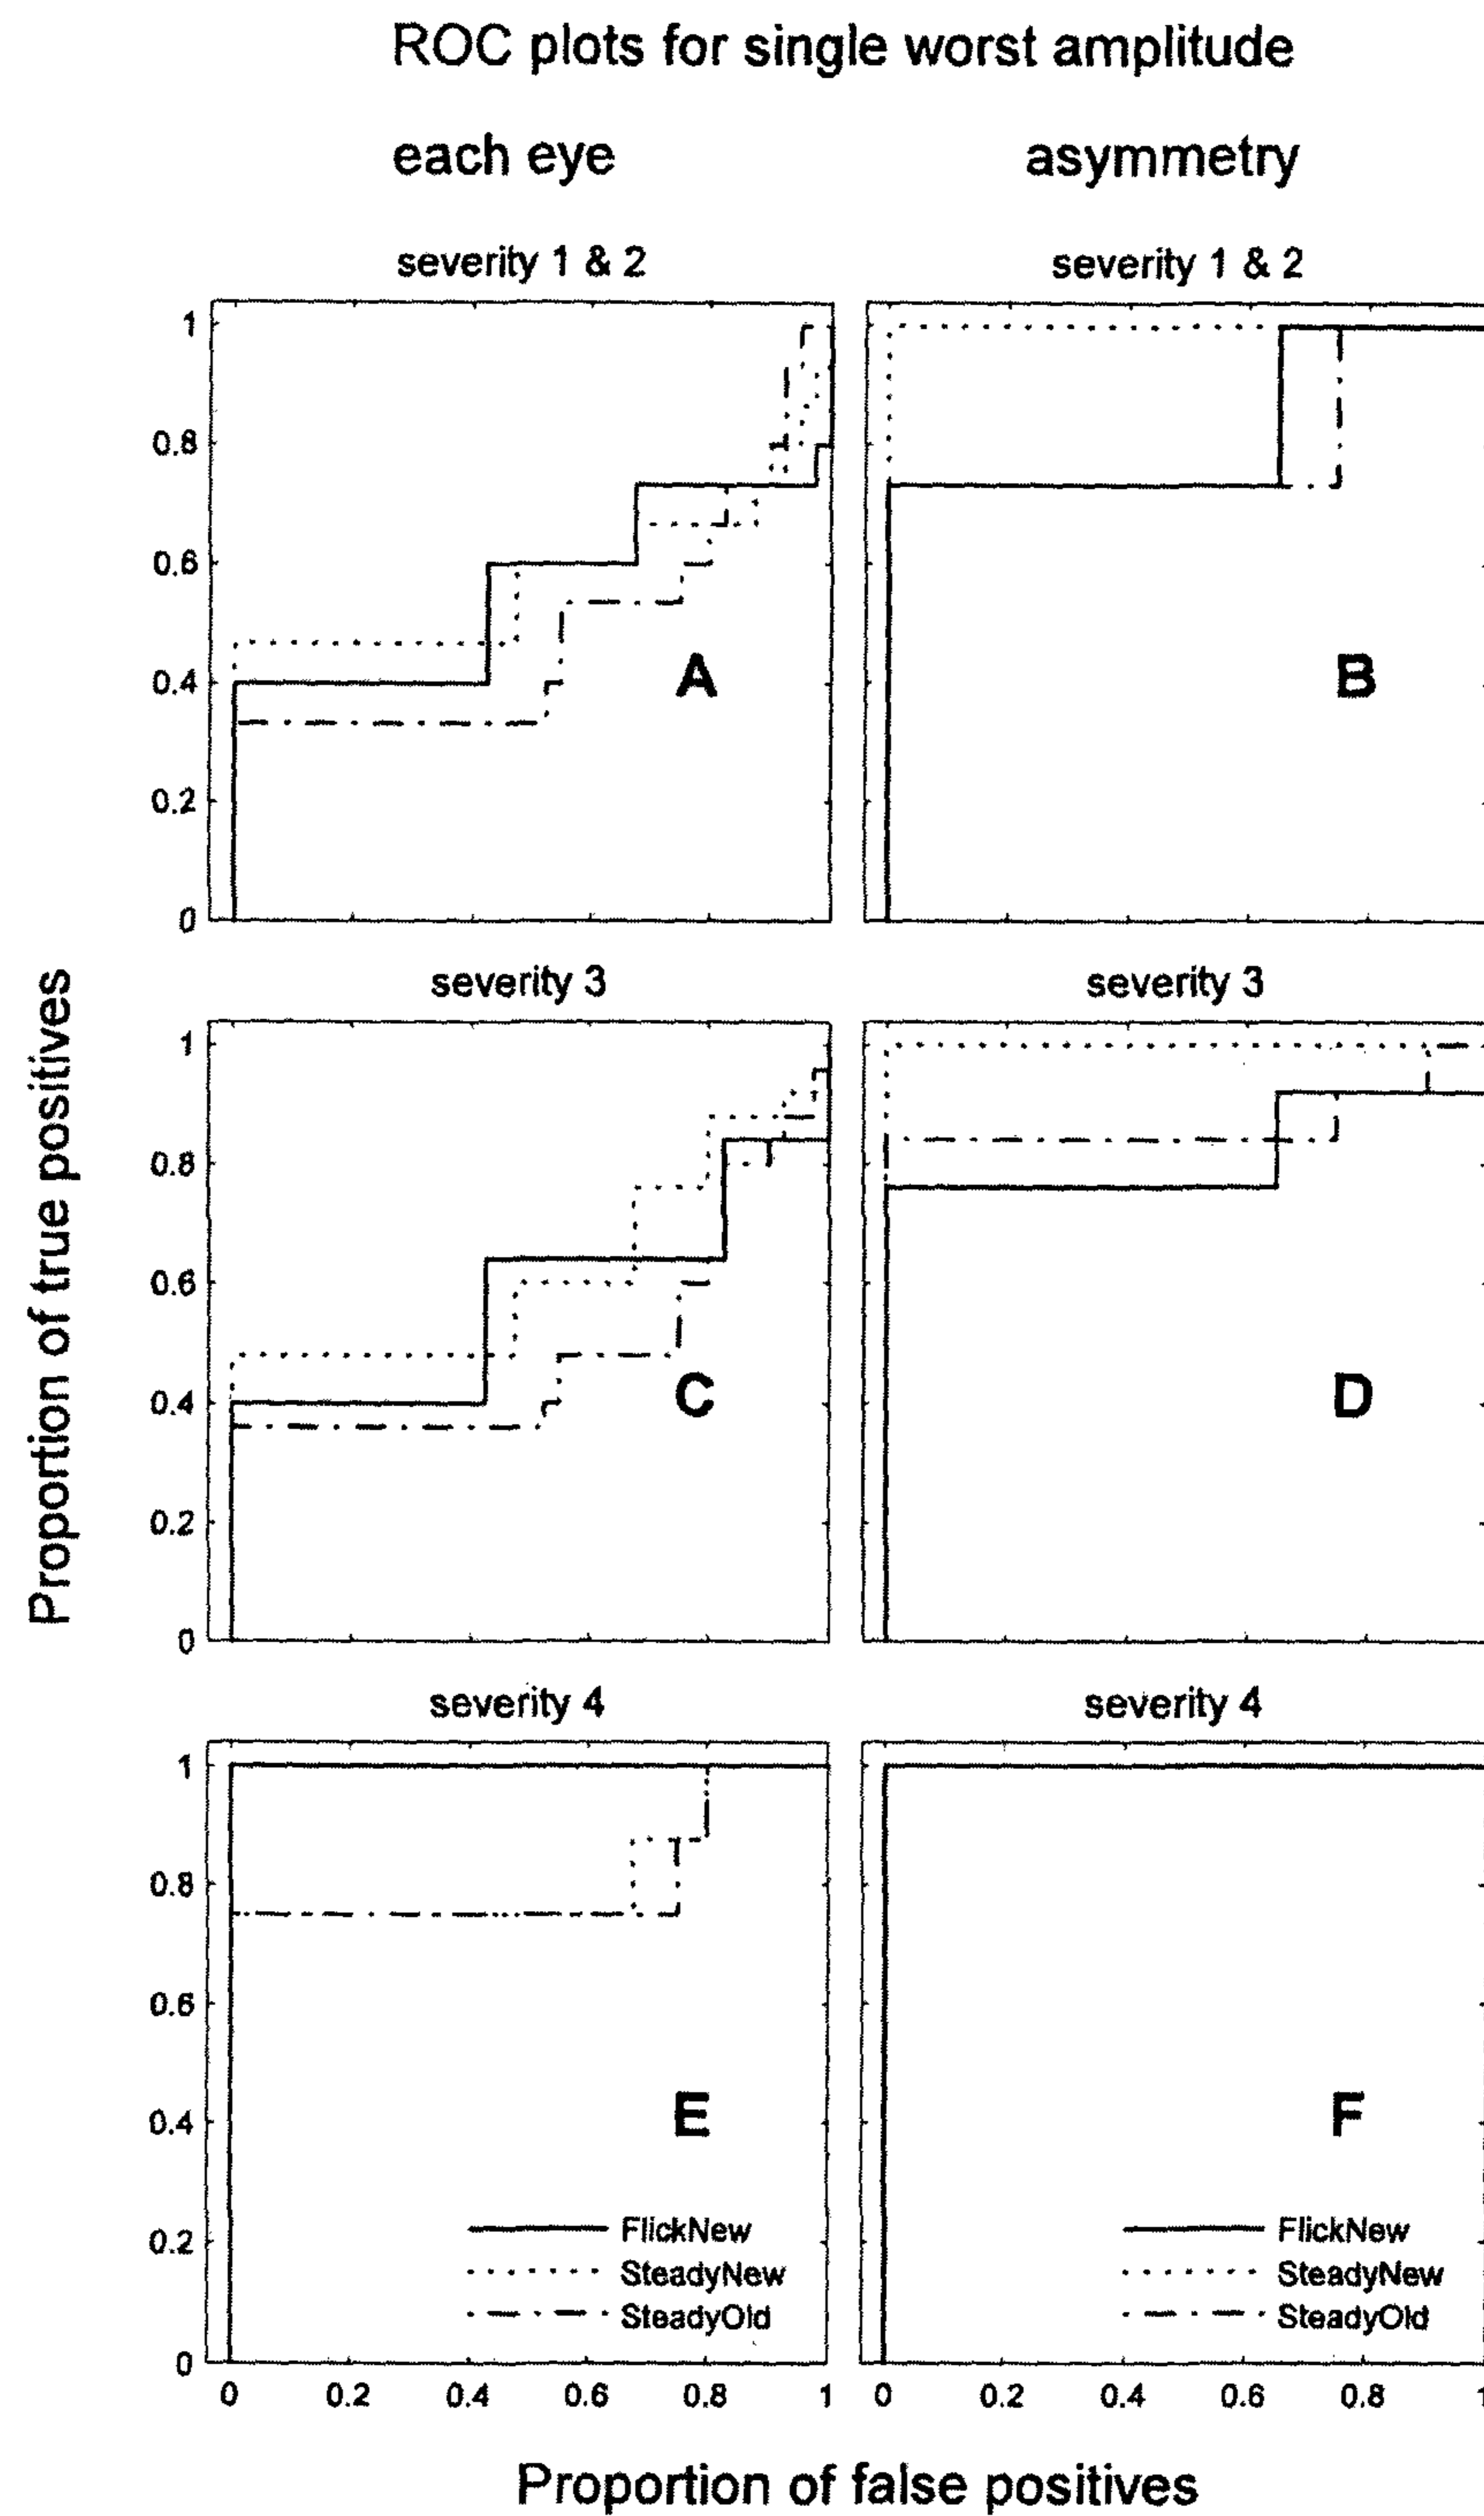 ROC plots for single worst amplitude
each eye asymmetry
severity 1 & 2 severity 1 & 2
1
0.8
0.6
0.4
0.2
0
A B
Proportion of true positives
severity 3 severity 3
1
0.8
0.6
0.4
0.2
0
C D
severity 4 severity 4
1
0.8
0.6
0.4
0.2
0
E F
FlickNew FlickNew
SteadyNew SteadyNew
SteadyOld SteadyOld
0 0.2 0.4 0.6 0.8 1 0 0.2 0.4 0.6 0.8 1
Proportion of false positives